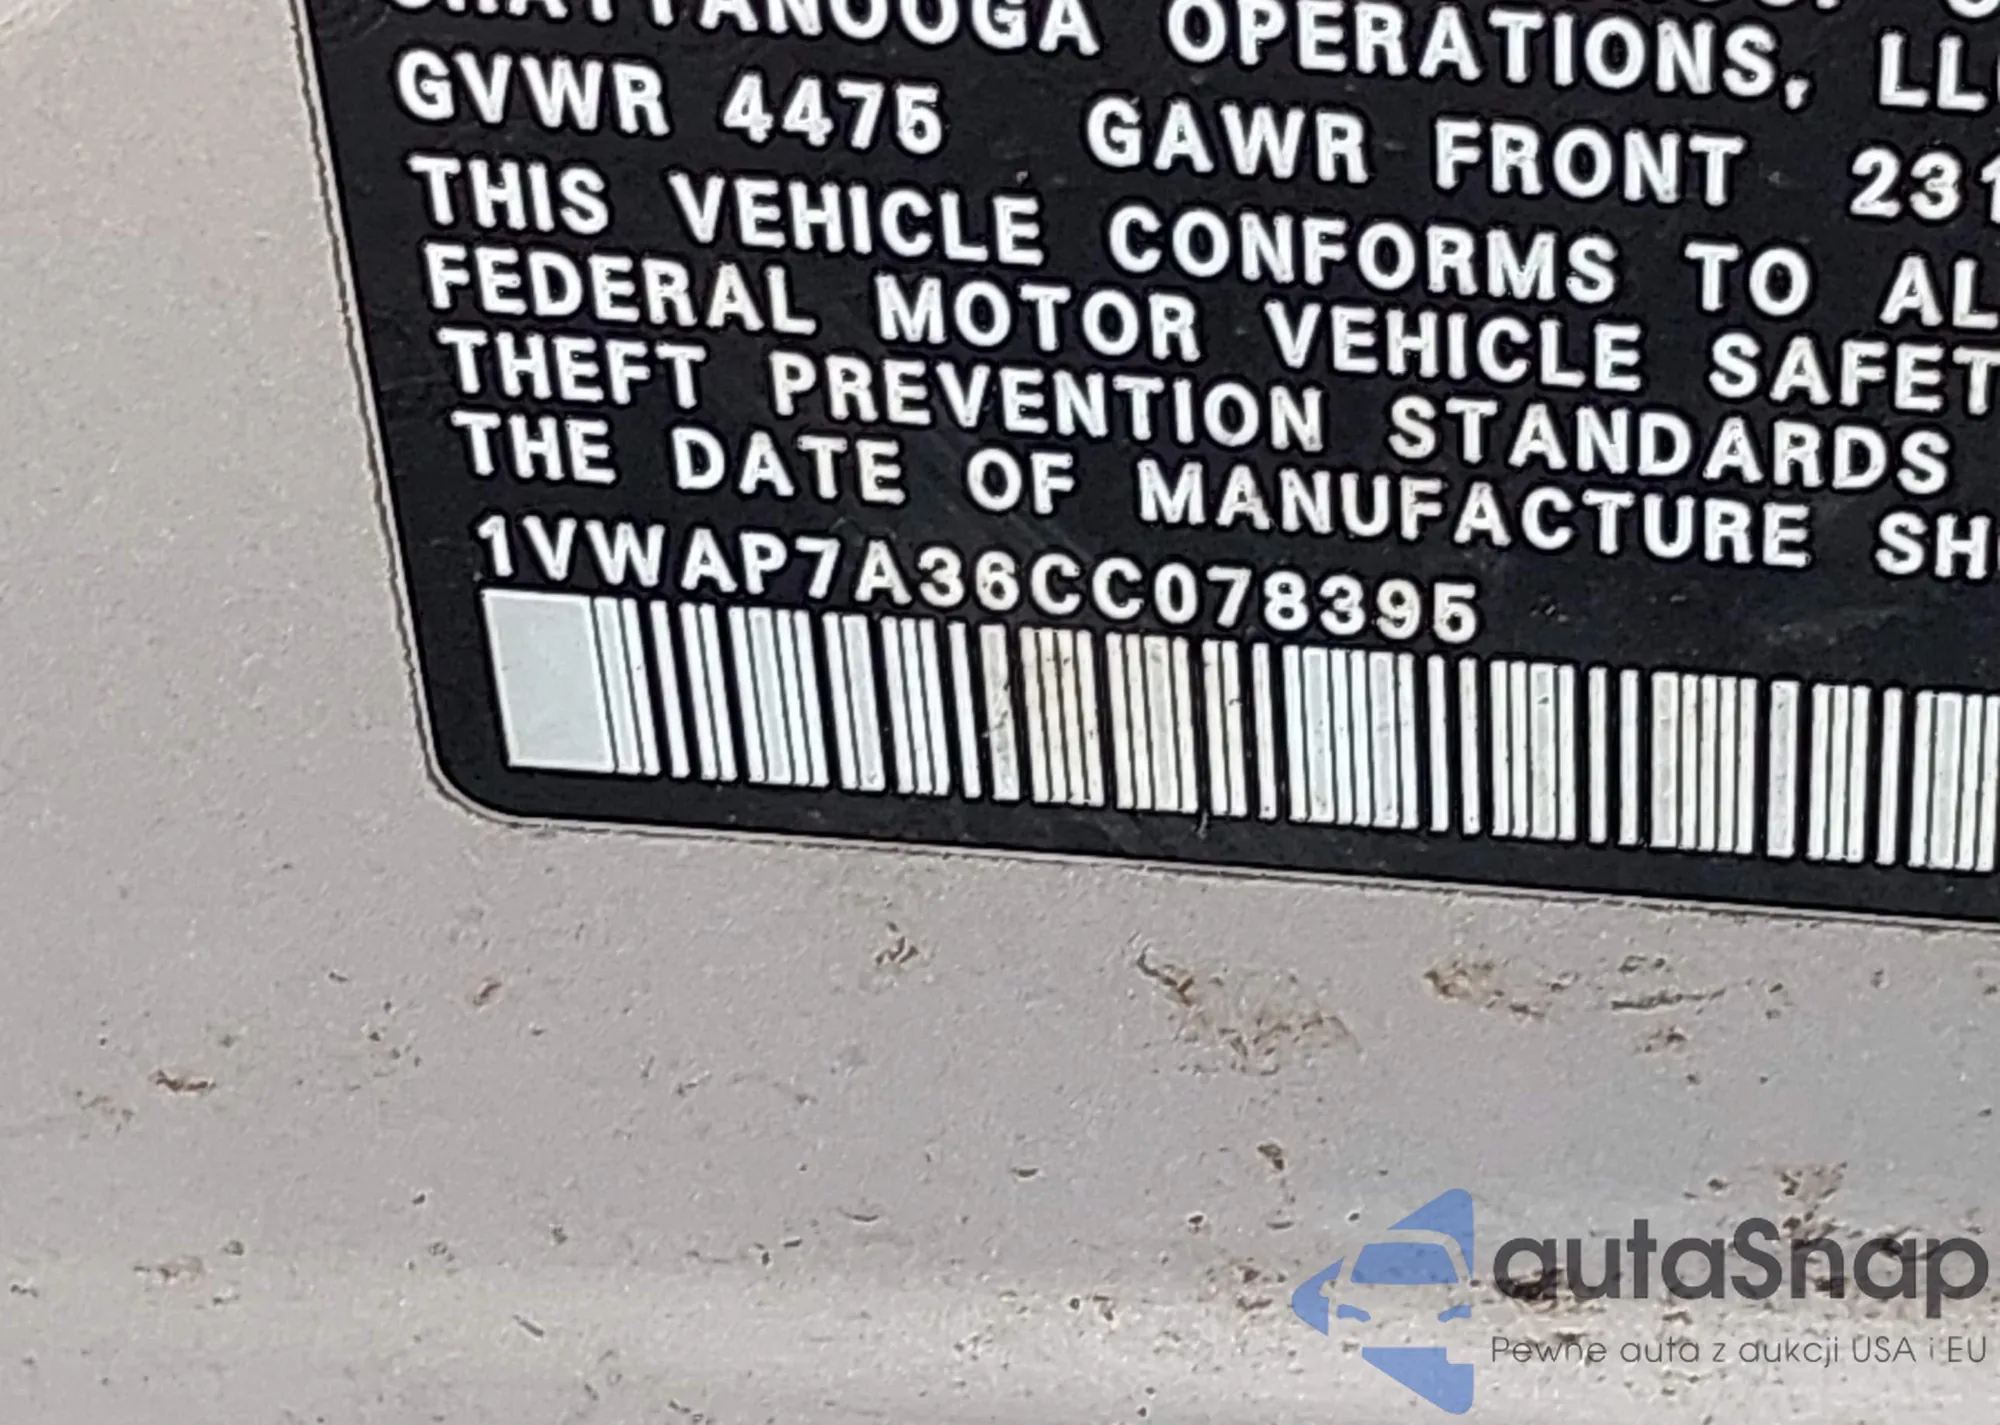 CHATTANOOGA OPERATIONS, LL
GVWR 4475 GAWR FRONT 231
THIS VEHICLE CONFORMS TO AL
FEDERAL MOTOR VEHICLE SAFET
THEFT PREVENTION STANDARDS
THE DATE OF MANUFACTURE SH
1VWAP7A36CC078395
autaSnap
Pewne auta z aukcji USA i EU